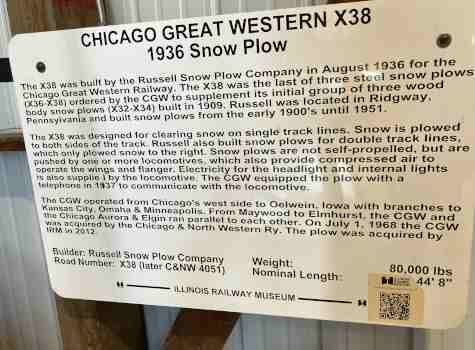 CHICAGO GREAT WESTERN X38
1936 Snow Plow
The X38 was built by the Russell Snow Plow Company in August 1936 for the
Chicago Great Western Railway. The X38 was the last of three steel snow plows
(X36-X38) ordered by the CGW to supplement its initial group of three wood
body snow plows (X32-X34) built in 1909. Russell was located in Ridgway,
Pennsylvania and built snow plows from the early 1900's until 1951.
The X38 was designed for clearing snow on single track lines. Snow is plowed
to both sides of the track. Russell also built snow plows for double track lines,
which only plowed snow to the right. Snow plows are not self-propelled, but are
pushed by one or more locomotives, which also provide compressed air to
operate the wings and flanger. Electricity for the headlight and internal lights
is also supplie i by the locomotive. The CGW equipped the plow with a
telephone in 1937 to communicate with the locomotive.
The CGW operated from Chicago's west side to Oelwein, Iowa with branches to
Kansas City, Omaha & Minneapolis. From Maywood to Elmhurst, the CGW and
the Chicago Aurora & Elgin ran parallel to each other. On July 1, 1968 the CGW
was acquired by the Chicago & North Western Ry. The plow was acquired by
IRM in 2012.
Builder: Russell Snow Plow Company Weight: 80,000 lbs
Road Number: X38 (later C&NW 4051) Nominal Length: 44' 8"
ILLINOIS RAILWAY MUSEUM